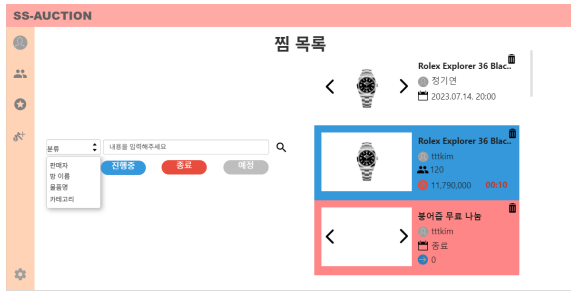 SS-AUCTION
찜 목록
Rolex Explorer 36 Blac..
정기연
2023.07.14. 20:00
분류
내용을 입력해주세요
판매자
방 이름
물품명
카테고리
진행중
종료
예정
Rolex Explorer 36 Blac..
tttkim
120
11,790,000 00:10
붕어즙 무료 나눔
tttkim
종료
0